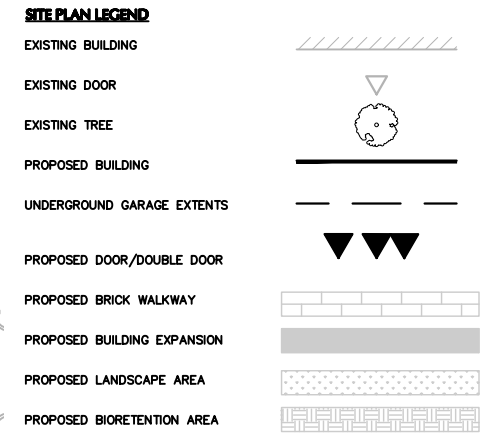 SITE PLAN LEGEND
EXISTING BUILDING
EXISTING DOOR
EXISTING TREE
PROPOSED BUILDING
UNDERGROUND GARAGE EXTENTS
PROPOSED DOOR/DOUBLE DOOR
PROPOSED BRICK WALKWAY
PROPOSED BUILDING EXPANSION
PROPOSED LANDSCAPE AREA
PROPOSED BIORETENTION AREA